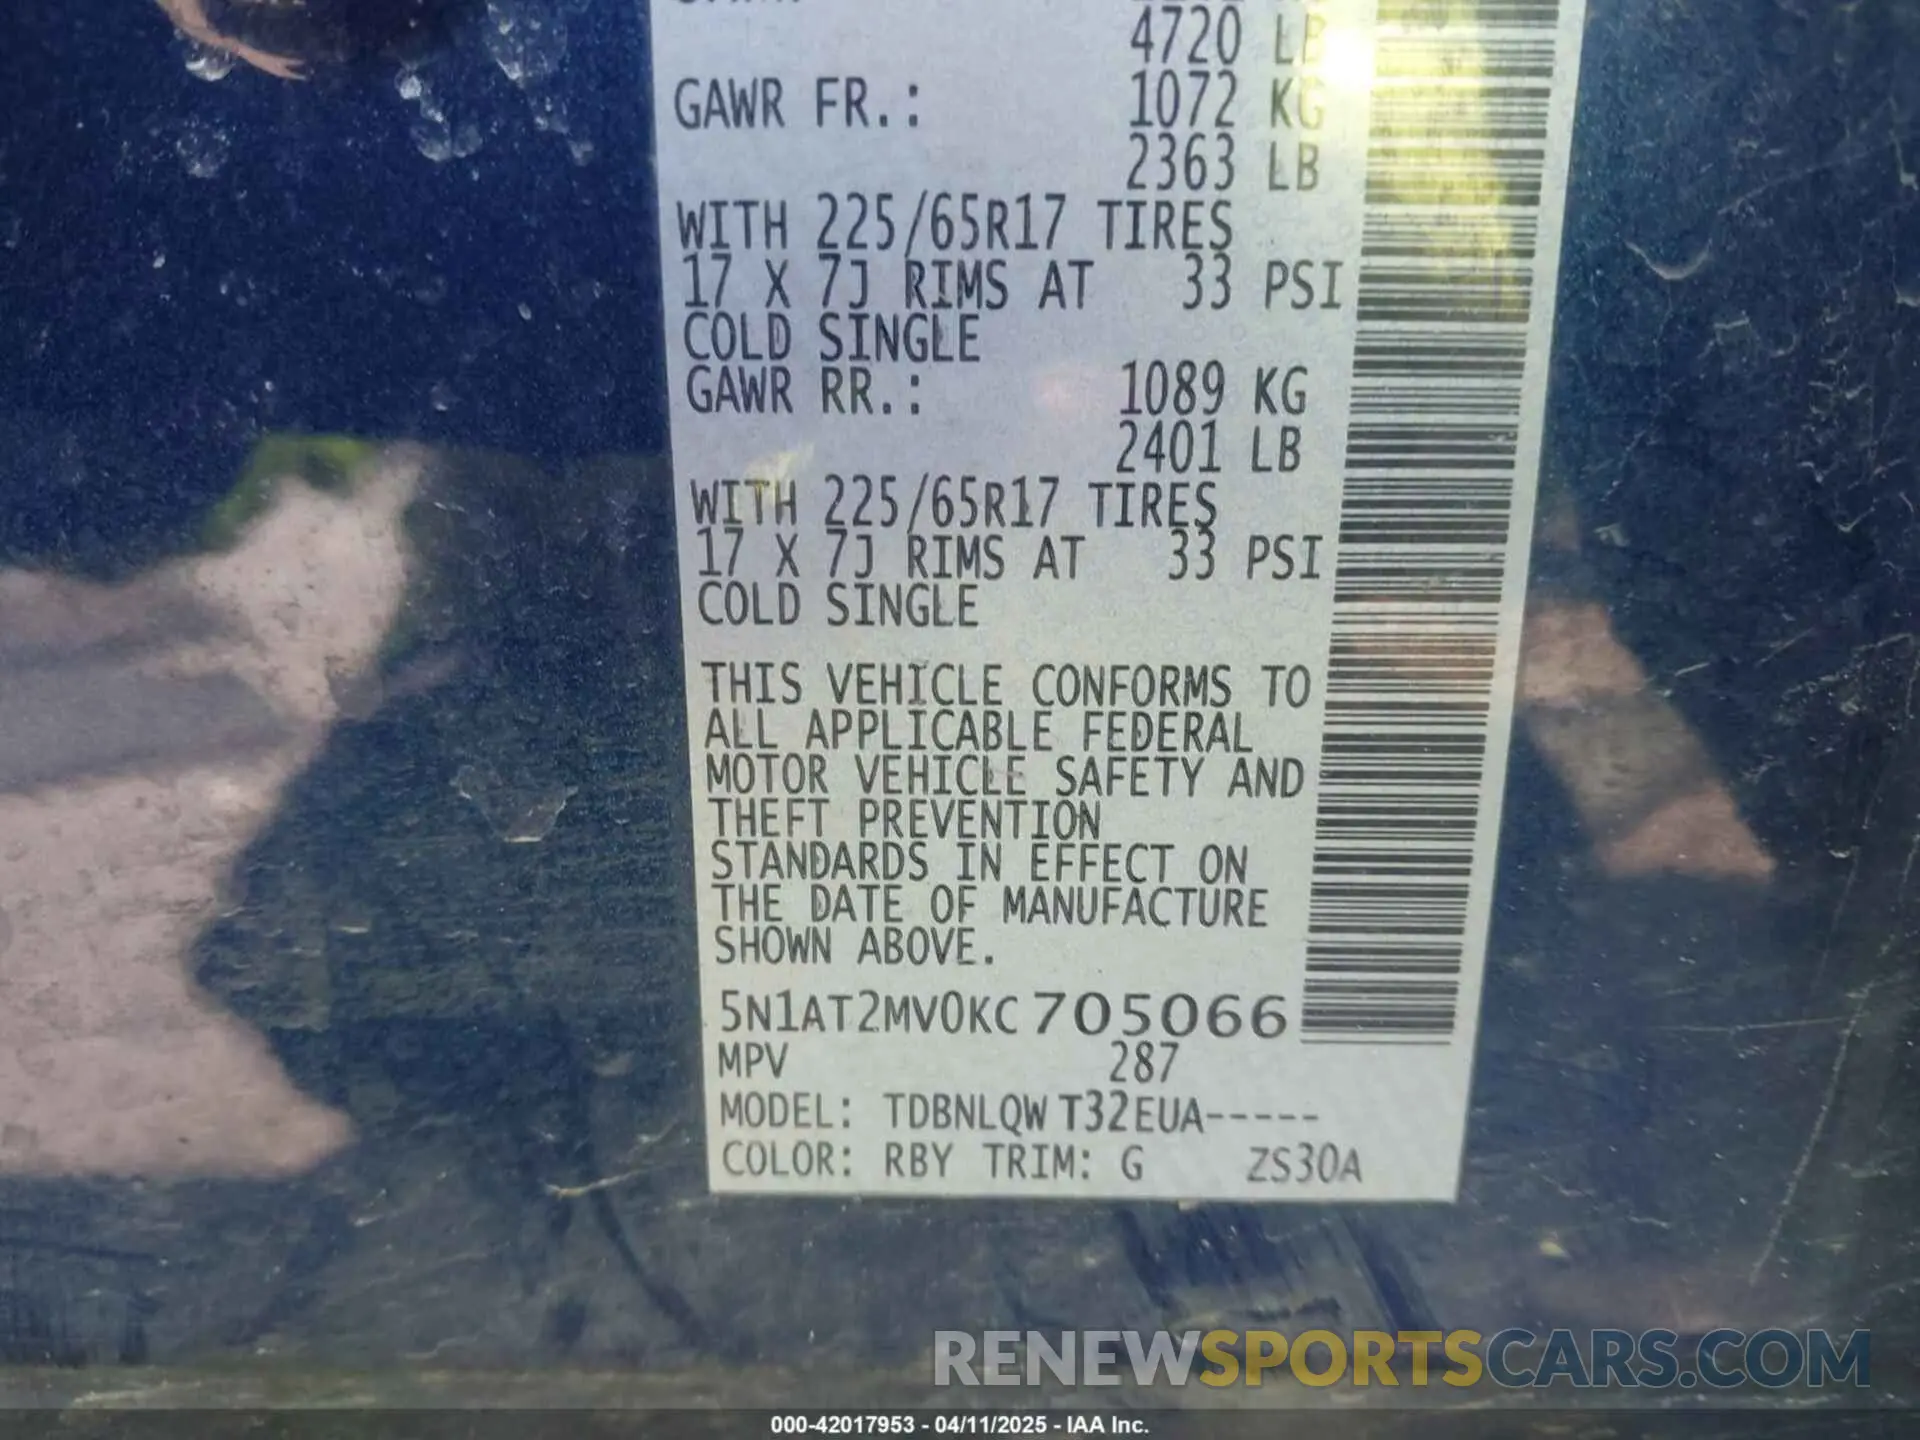 4720 LB
GAWR FR.: 1072 KG
2363 LB
WITH 225/65R17 TIRES
17 X 7J RIMS AT 33 PSI
COLD SINGLE
GAWR RR.: 1089 KG
2401 LB
WITH 225/65R17 TIRES
17 X 7J RIMS AT 33 PSI
COLD SINGLE
THIS VEHICLE CONFORMS TO
ALL APPLICABLE FEDERAL
MOTOR VEHICLE SAFETY AND
THEFT PREVENTION
STANDARDS IN EFFECT ON
THE DATE OF MANUFACTURE
SHOWN ABOVE.
5N1AT2MV0KC705066
MPV 287
MODEL: TDBNLQWT32EUA-----
COLOR: RBY TRIM: G ZS30A
RENEWSPORTSCARS.COM
000-42017953 - 04/11/2025 - IAA Inc.